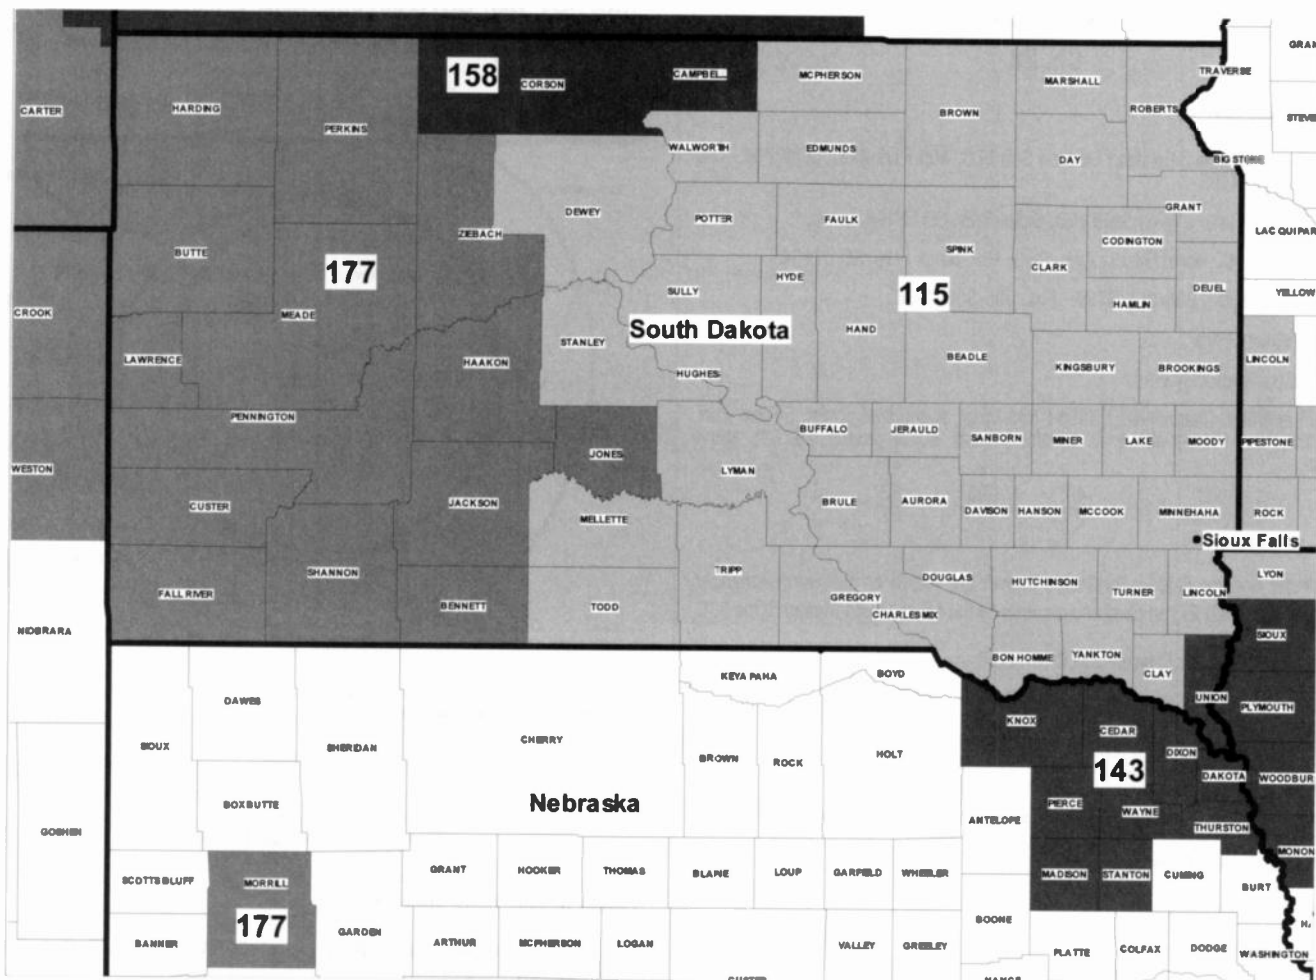 GRAN
TRAVERSE
158
CORSON
CAMPBELL
MCPHERSON
MARSHALL
CARTER
HARDING
PERKINS
BROWN
ROBERTS
STEVE
WALWORTH
EDMUNDS
DAY
BIG STONE
DEWEY
POTTER
FAULK
GRANT
LAC QUIPAR
ZIEBACH
BUTTE
SPINK
CODINGTON
177
CLARK
HYDE
115
SULLY
DEUEL
YELLOW
HAMLIN
CROOK
MEADE
South Dakota
HAND
STANLEY
LAWRENCE
HAAKON
BEADLE
KINGSBURY
BROOKINGS
LINCOLN
HUGHES
PENNINGTON
BUFFALO
JERAULD
SANBORN
MINER
LAKE
MOODY
PIPESTONE
WESTON
JONES
LYMAN
CUSTER
JACKSON
MELLETTE
BRULE
AURORA
DAVISON
HANSON
MCCOOK
MINNEHAHA
ROCK
Sioux Falls
SHANNON
TRIPP
DOUGLAS
HUTCHINSON
LYON
FALL RIVER
BENNETT
TODD
GREGORY
CHARLES MIX
TURNER
LINCOLN
NIOBRARA
SIOUX
BON HOMME
YANKTON
CLAY
KEYA PAHA
BOYD
UNION
PLYMOUTH
DAWES
KNOX
CEDAR
SIOUX
SHERIDAN
CHERRY
BROWN
ROCK
HOLT
DIXON
143
DAKOTA
WOODBUR
BOX BUTTE
Nebraska
PIERCE
WAYNE
ANTELOPE
THURSTON
GOSHEN
MONON
SCOTTS BLUFF
MORRILL
GRANT
HOOKER
THOMAS
BLAINE
LOUP
GARFIELD
WHEELER
MADISON
STANTON
CUMING
BURT
177
BOONE
BANNER
GARDEN
ARTHUR
MCPHERSON
LOGAN
VALLEY
GREELEY
PLATTE
COLFAX
DODGE
WASHINGTON